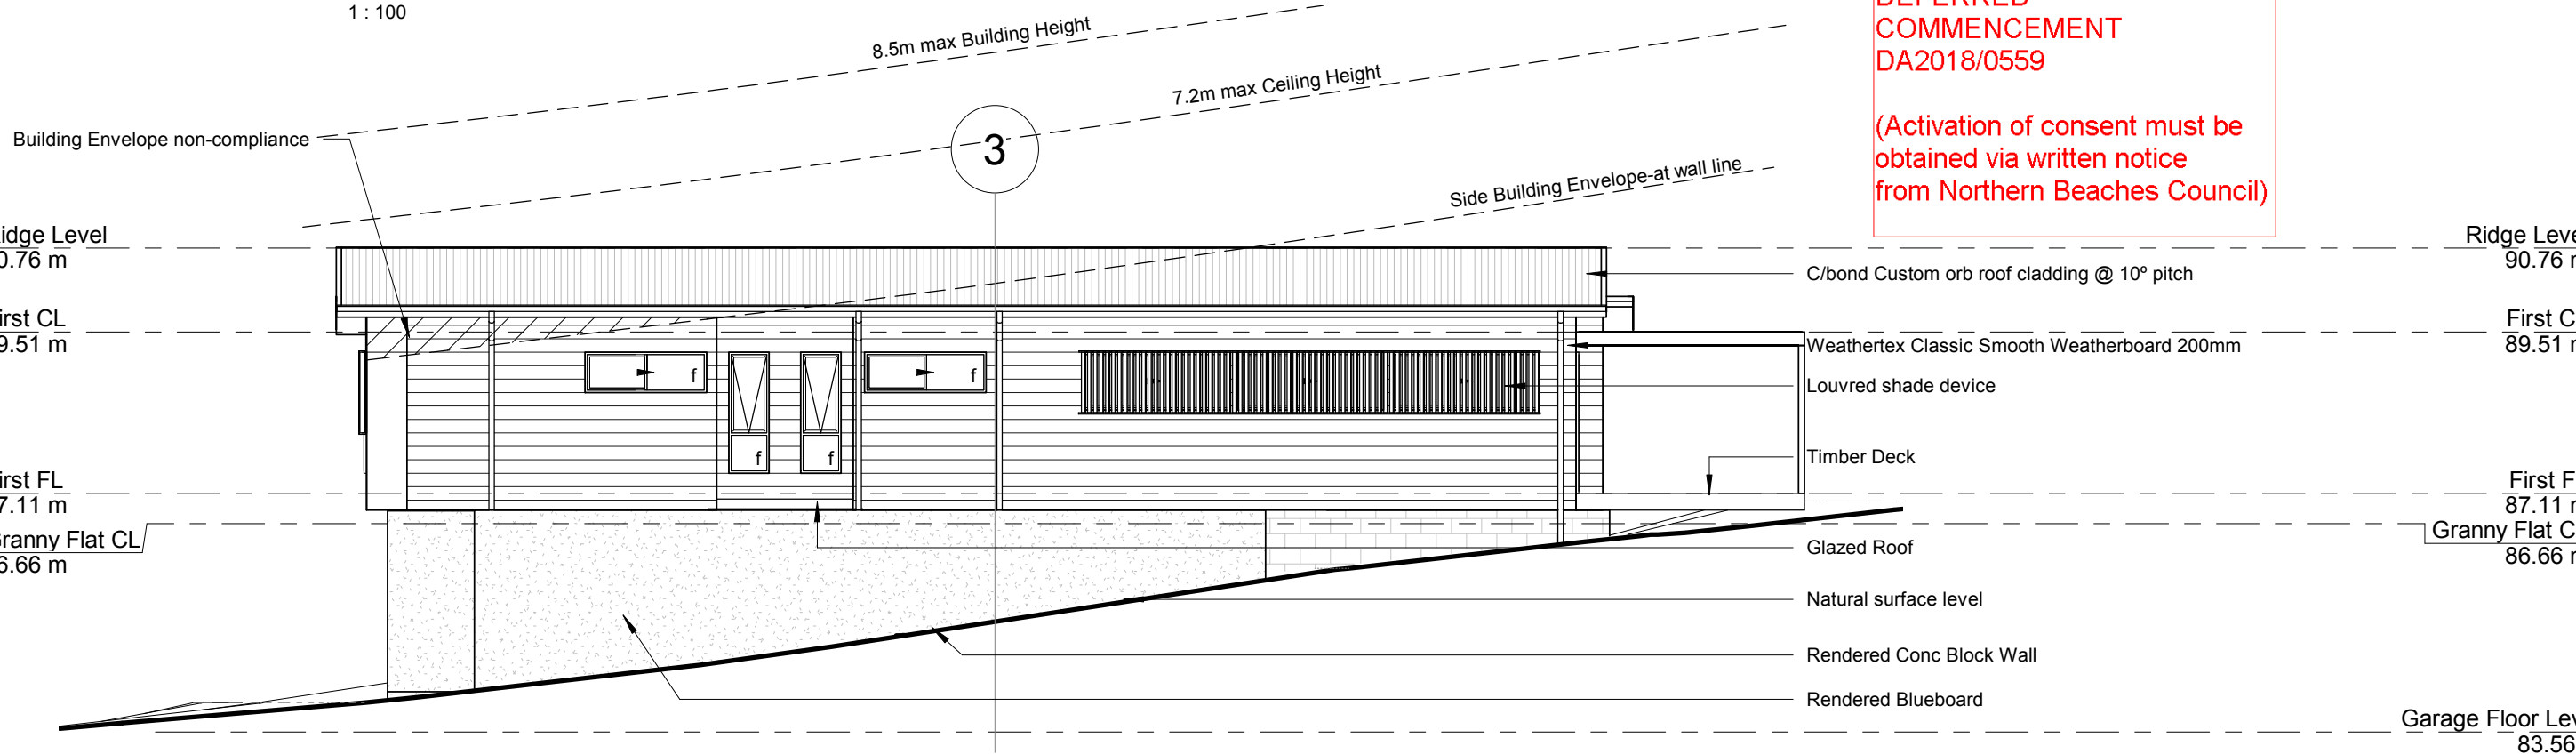 1 : 100
8.5m max Building Height
7.2m max Ceiling Height
Building Envelope non-compliance
3
Side Building Envelope-at wall line
COMMENCEMENT
DA2018/0559
(Activation of consent must be
obtained via written notice
from Northern Beaches Council)
idge Level
0.76 m
irst CL
9.51 m
irst FL
7.11 m
ranny Flat CL
6.66 m
f
f
f
f
C/bond Custom orb roof cladding @ 10º pitch
Weathertex Classic Smooth Weatherboard 200mm
Louvred shade device
Timber Deck
Glazed Roof
Natural surface level
Rendered Conc Block Wall
Rendered Blueboard
Ridge Leve
90.76 m
First C
89.51 m
First F
87.11 m
Granny Flat C
86.66 m
Garage Floor Lev
83.56